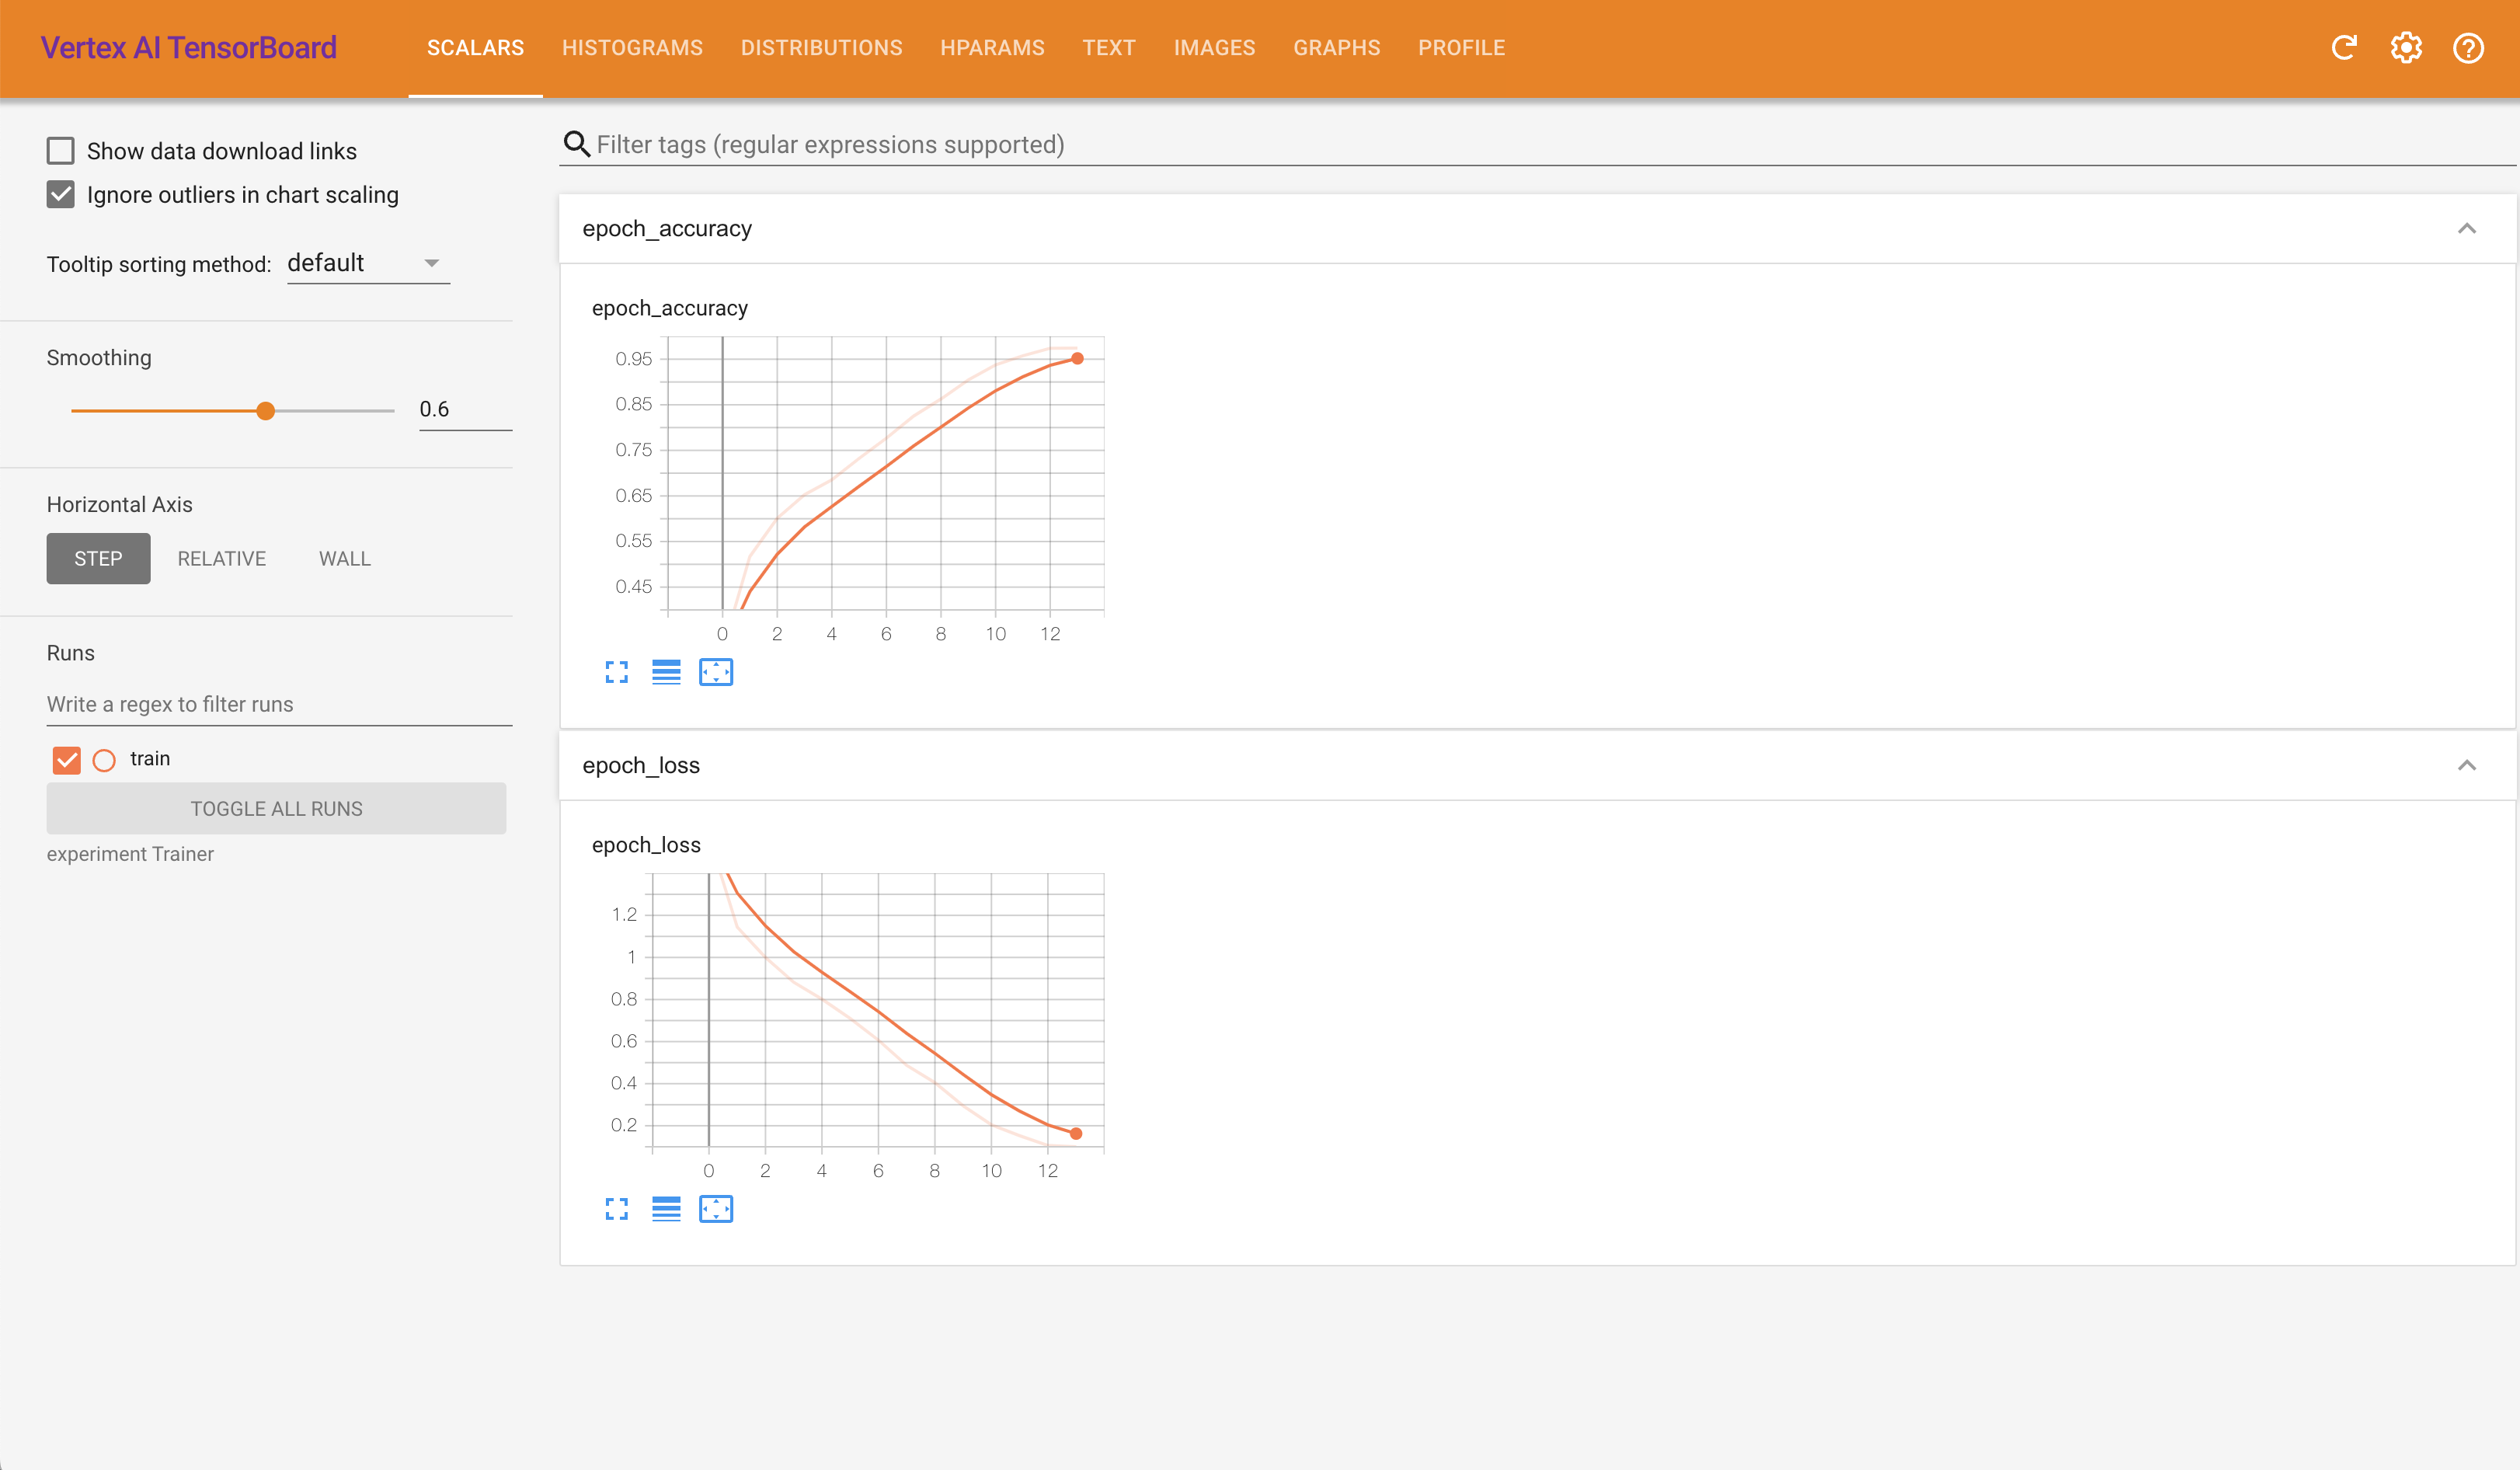 Vertex AI TensorBoard
SCALARS HISTOGRAMS DISTRIBUTIONS HPARAMS TEXT IMAGES GRAPHS PROFILE
Show data download links
Ignore outliers in chart scaling
Tooltip sorting method: default
Smoothing
0.6
Horizontal Axis
STEP RELATIVE WALL
Runs
Write a regex to filter runs
train
TOGGLE ALL RUNS
experiment Trainer
Filter tags (regular expressions supported)
epoch_accuracy
epoch_accuracy
0.95
0.85
0.75
0.65
0.55
0.45
0 2 4 6 8 10 12
epoch_loss
epoch_loss
1.2
1
0.8
0.6
0.4
0.2
0 2 4 6 8 10 12